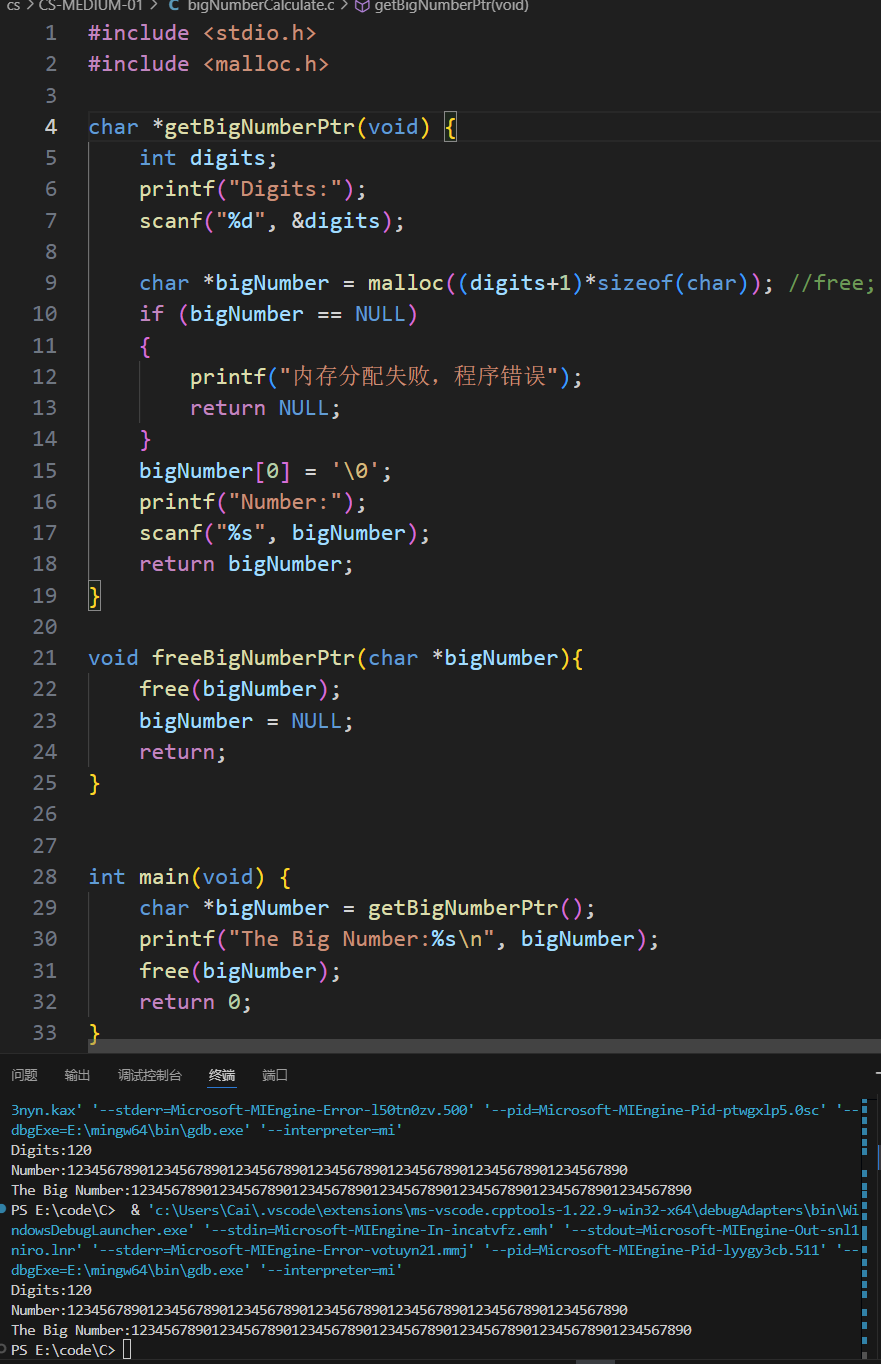 cs > CS-MEDIUM-01 > C bigNumberCalculate.c > getBigNumberPtr(void)
1 #include <stdio.h>
2 #include <malloc.h>
3
4 char *getBigNumberPtr(void) {
5 int digits;
6 printf("Digits:");
7 scanf("%d", &digits);
8
9 char *bigNumber = malloc((digits+1)*sizeof(char)); //free;
10 if (bigNumber == NULL)
11 {
12 printf("内存分配失败，程序错误");
13 return NULL;
14 }
15 bigNumber[0] = '\0';
16 printf("Number:");
17 scanf("%s", bigNumber);
18 return bigNumber;
19 }
20
21 void freeBigNumberPtr(char *bigNumber){
22 free(bigNumber);
23 bigNumber = NULL;
24 return;
25 }
26
27
28 int main(void) {
29 char *bigNumber = getBigNumberPtr();
30 printf("The Big Number:%s\n", bigNumber);
31 free(bigNumber);
32 return 0;
33 }
问题 输出 调试控制台 终端 端口
3nyn.kax' '--stderr=Microsoft-MIEngine-Error-l50tn0zv.500' '--pid=Microsoft-MIEngine-Pid-ptwgxlp5.0sc' '--
dbgExe=E:\mingw64\bin\gdb.exe' '--interpreter=mi'
Digits:120
Number:1234567890123456789012345678901234567890123456789012345678901234567890
The Big Number:1234567890123456789012345678901234567890123456789012345678901234567890
PS E:\code\C>  & 'c:\Users\Cai\.vscode\extensions\ms-vscode.cpptools-1.22.9-win32-x64\debugAdapters\bin\Wi
ndowsDebugLauncher.exe' '--stdin=Microsoft-MIEngine-In-incatvfz.emh' '--stdout=Microsoft-MIEngine-Out-snl1
niro.lnr' '--stderr=Microsoft-MIEngine-Error-votuyn21.mmj' '--pid=Microsoft-MIEngine-Pid-lyygy3cb.511' '--
dbgExe=E:\mingw64\bin\gdb.exe' '--interpreter=mi'
Digits:120
Number:1234567890123456789012345678901234567890123456789012345678901234567890
The Big Number:1234567890123456789012345678901234567890123456789012345678901234567890
PS E:\code\C>